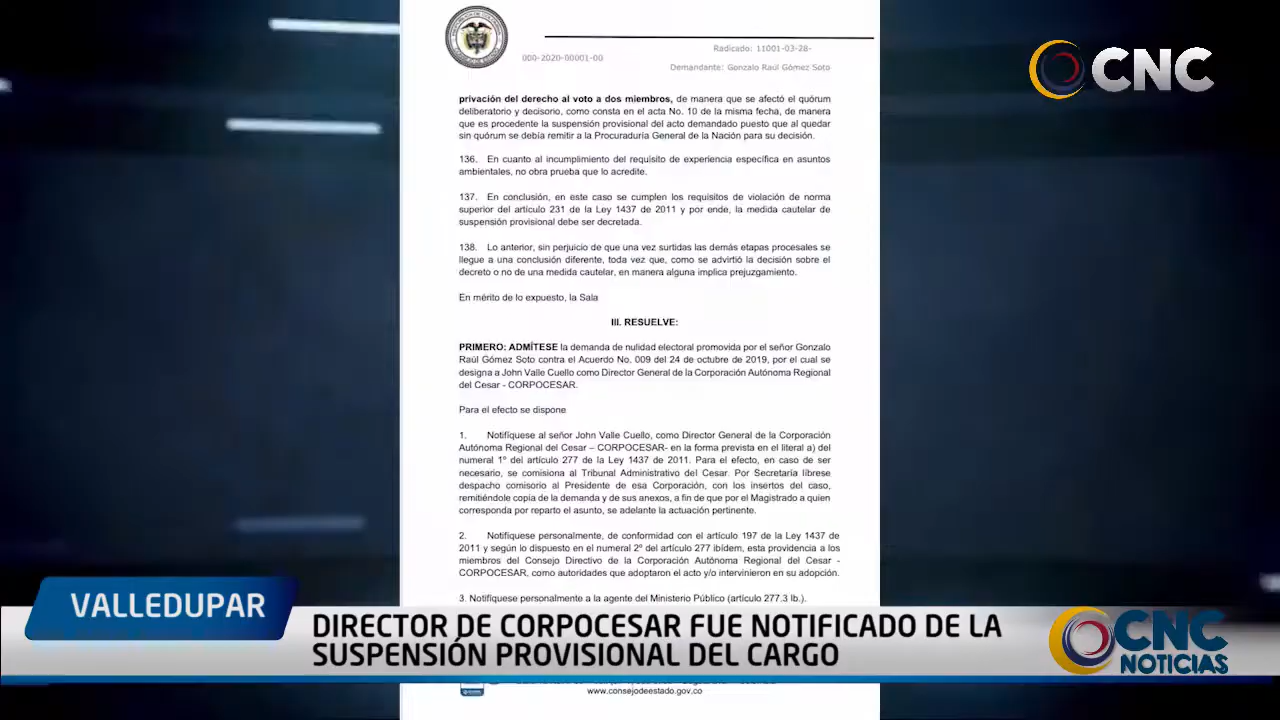 Radicado: 11001-03-28-
000-2020-00001-00
Demandante: Gonzalo Raúl Gómez Soto
CNC
privación del derecho al voto a dos miembros, de manera que se afectó el quórum
deliberatorio y decisorio, como consta en el acta No. 10 de la misma fecha, de manera
que es procedente la suspensión provisional del acto demandado puesto que al quedar
sin quórum se debía remitir a la Procuraduría General de la Nación para su decisión.
136. En cuanto al incumplimiento del requisito de experiencia específica en asuntos
ambientales, no obra prueba que lo acredite.
137. En conclusión, en este caso se cumplen los requisitos de violación de norma
superior del artículo 231 de la Ley 1437 de 2011 y por ende, la medida cautelar de
suspensión provisional debe ser decretada.
138. Lo anterior, sin perjuicio de que una vez surtidas las demás etapas procesales se
llegue a una conclusión diferente, toda vez que, como se advirtió la decisión sobre el
decreto o no de una medida cautelar, en manera alguna implica prejuzgamiento.
En mérito de lo expuesto, la Sala
III. RESUELVE:
PRIMERO: ADMÍTESE la demanda de nulidad electoral promovida por el señor Gonzalo
Raúl Gómez Soto contra el Acuerdo No. 009 del 24 de octubre de 2019, por el cual se
designa a John Valle Cuello como Director General de la Corporación Autónoma Regional
del Cesar - CORPOCESAR.
Para el efecto se dispone
1. Notifíquese al señor John Valle Cuello, como Director General de la Corporación
Autónoma Regional del Cesar – CORPOCESAR- en la forma prevista en el literal a) del
numeral 1º del artículo 277 de la Ley 1437 de 2011. Para el efecto, en caso de ser
necesario, se comisiona al Tribunal Administrativo del Cesar. Por Secretaría líbrese
despacho comisorio al Presidente de esa Corporación, con los insertos del caso,
remitiéndole copia de la demanda y de sus anexos, a fin de que por el Magistrado a quien
corresponda por reparto el asunto, se adelante la actuación pertinente.
2. Notifíquese personalmente, de conformidad con el artículo 197 de la Ley 1437 de
2011 y según lo dispuesto en el numeral 2º del artículo 277 ibídem, esta providencia a los
miembros del Consejo Directivo de la Corporación Autónoma Regional del Cesar -
CORPOCESAR, como autoridades que adoptaron el acto y/o intervinieron en su adopción.
3. Notifíquese personalmente a la agente del Ministerio Público (artículo 277.3 Ib.).
VALLEDUPAR
DIRECTOR DE CORPOCESAR FUE NOTIFICADO DE LA
SUSPENSIÓN PROVISIONAL DEL CARGO
CNC
NOTICIAS
www.consejodeestado.gov.co